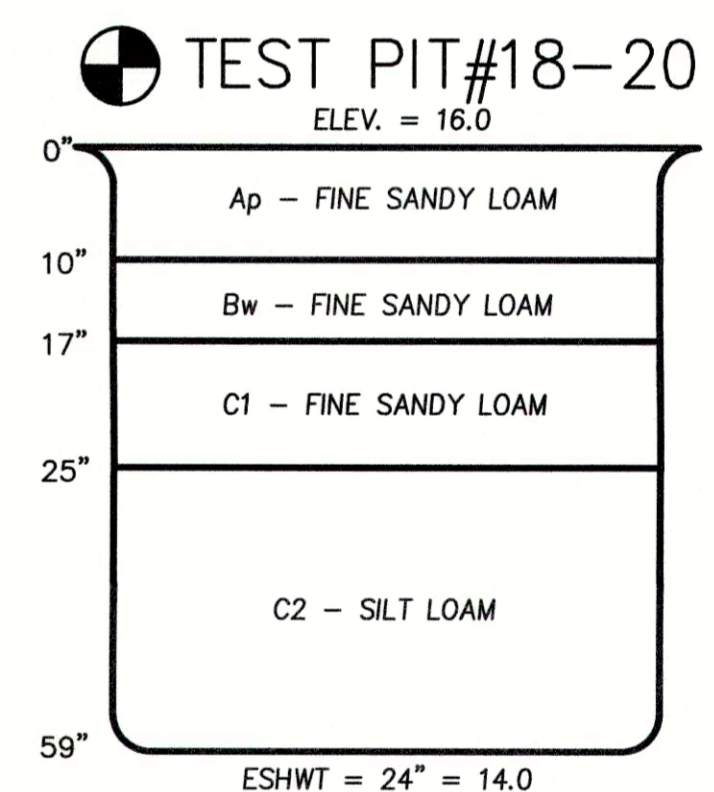 TEST PIT#18-20
ELEV. = 16.0
0"
Ap - FINE SANDY LOAM
10"
Bw - FINE SANDY LOAM
17"
C1 - FINE SANDY LOAM
25"
C2 - SILT LOAM
59"
ESHWT = 24" = 14.0